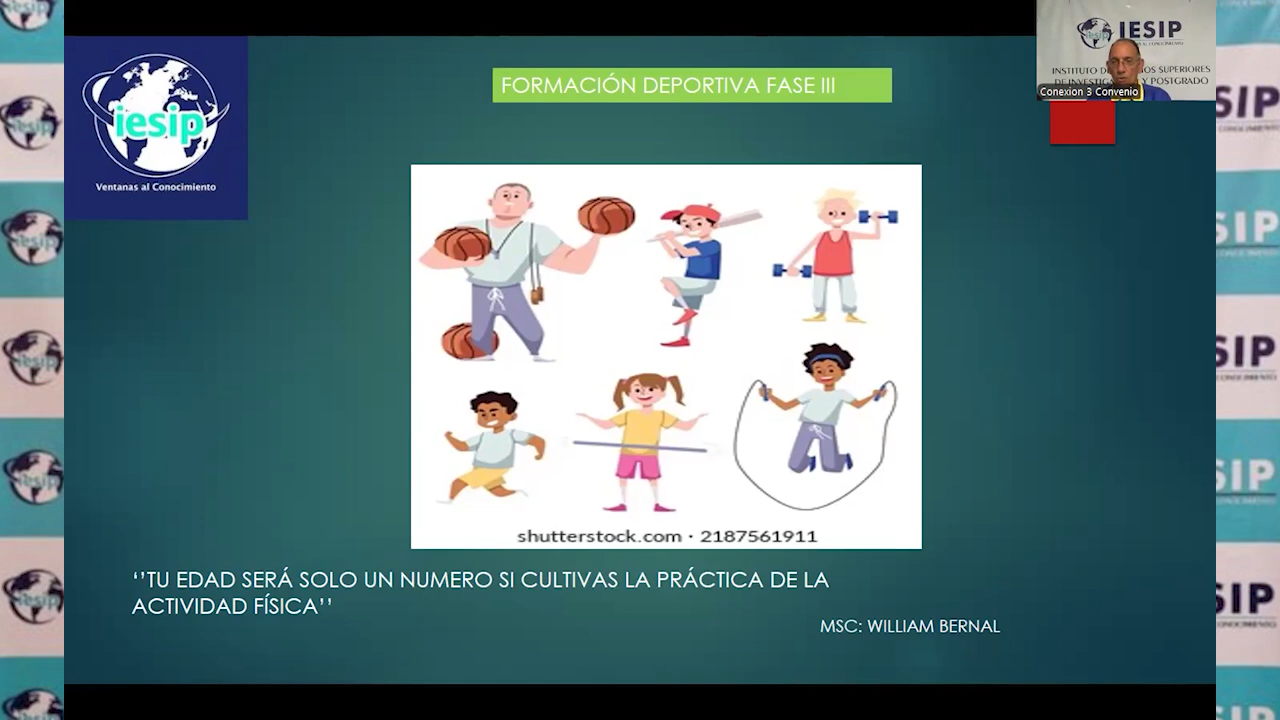 FORMACIÓN DEPORTIVA FASE III
iesip
Ventanas al Conocimiento
IESIP
Conexion 3 Convenio
shutterstock.com · 2187561911
‘’TU EDAD SERÁ SOLO UN NUMERO SI CULTIVAS LA PRÁCTICA DE LA
ACTIVIDAD FÍSICA’’
MSC: WILLIAM BERNAL